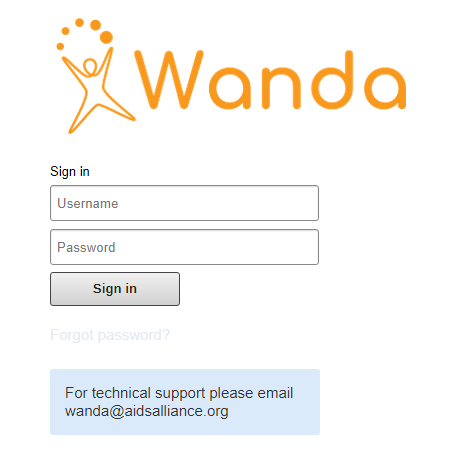 Wanda
Sign in
Username
Password
Sign in
Forgot password?
For technical support please email
wanda@aidsalliance.org